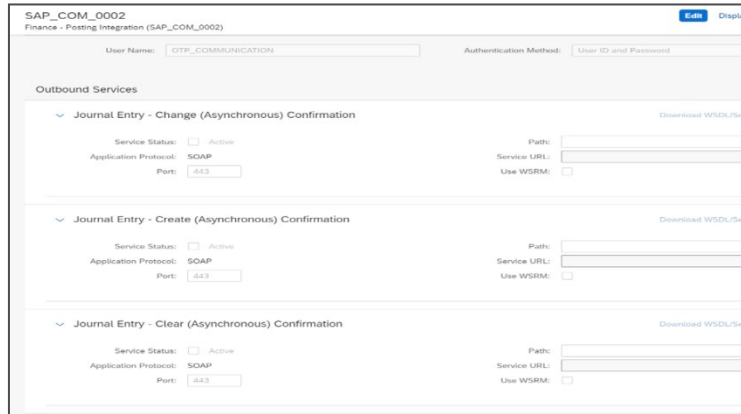 SAP_COM_0002
Edit
Finance - Posting Integration (SAP_COM_0002)
User Name: OTP_COMMUNICATION Authentication Method: User ID and Password
Outbound Services
Journal Entry - Change (Asynchronous) Confirmation
Service Status: Active Path:
Application Protocol: SOAP Service URL:
Port: 443 Use WSRM:
Journal Entry - Create (Asynchronous) Confirmation
Service Status: Active Path:
Application Protocol: SOAP Service URL:
Port: 443 Use WSRM:
Journal Entry - Clear (Asynchronous) Confirmation
Service Status: Active Path:
Application Protocol: SOAP Service URL:
Port: 443 Use WSRM: